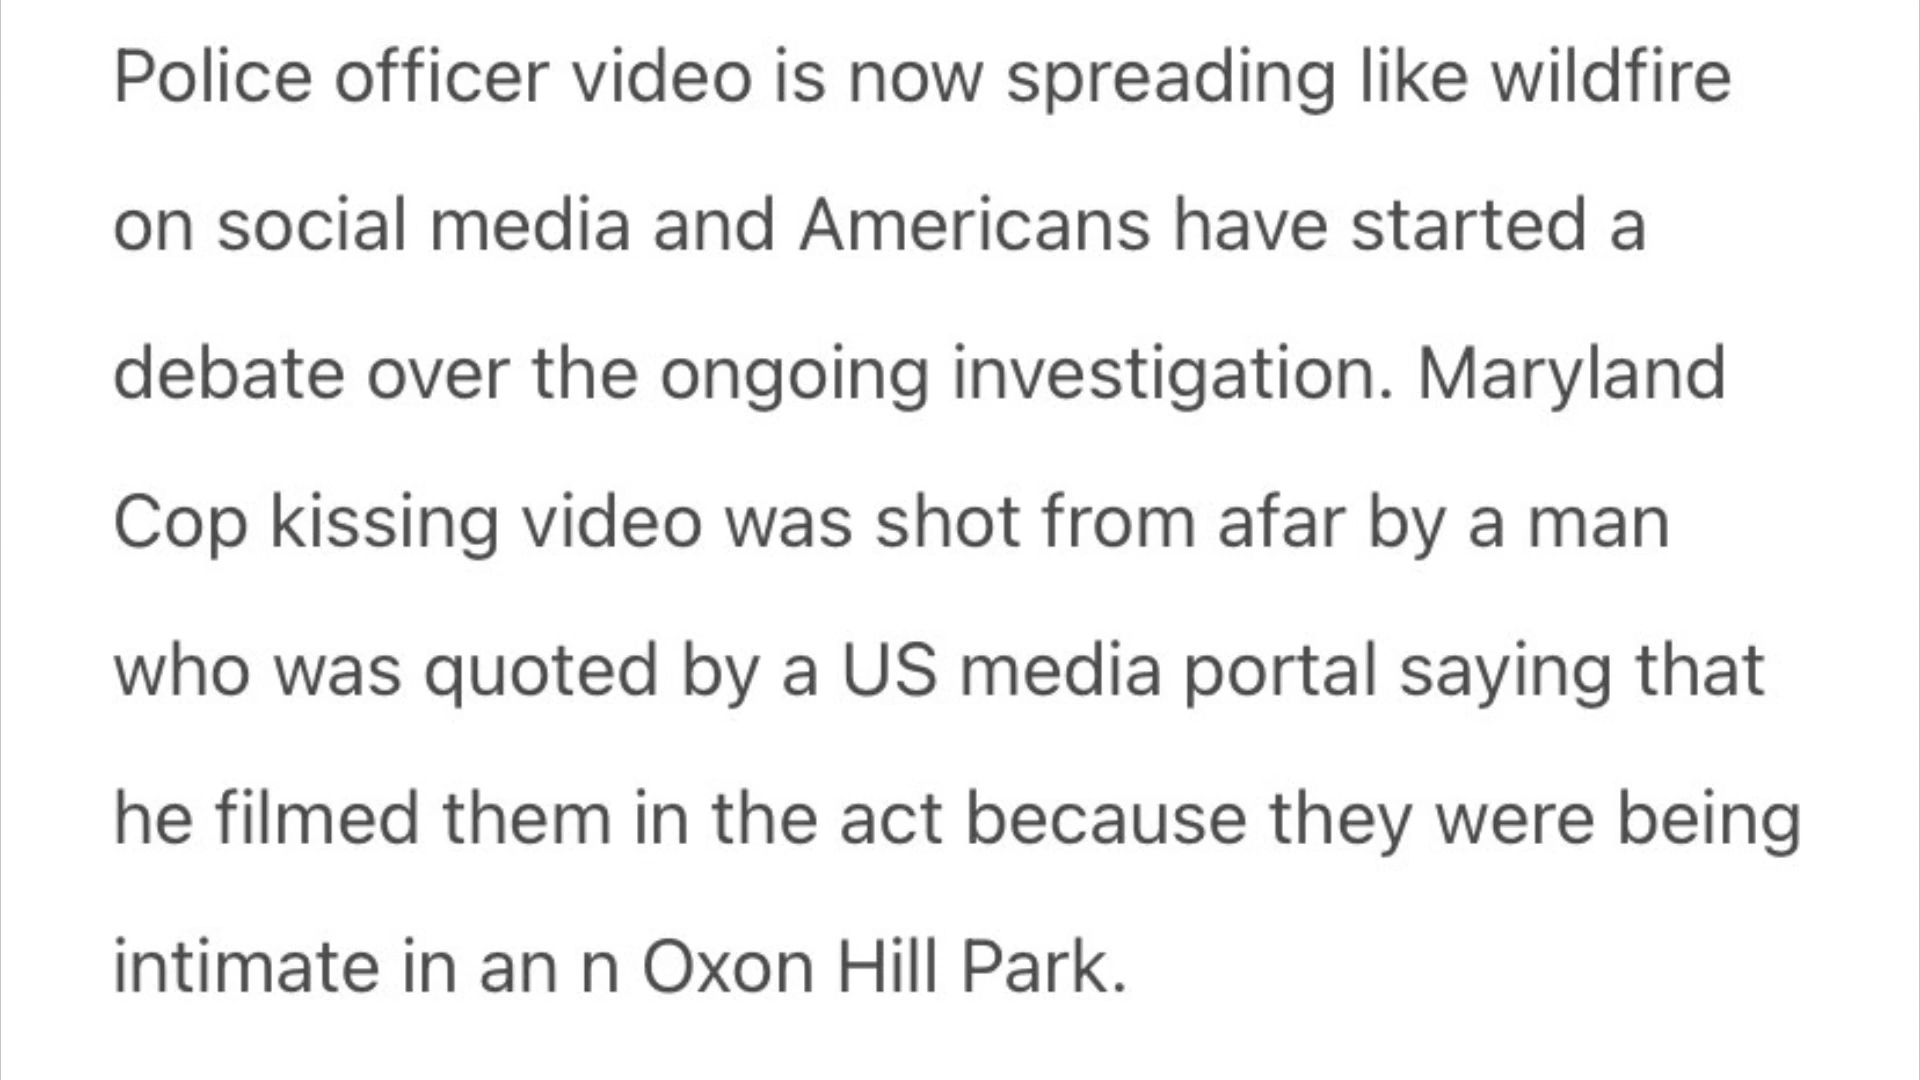 Police officer video is now spreading like wildfire
on social media and Americans have started a
debate over the ongoing investigation. Maryland
Cop kissing video was shot from afar by a man
who was quoted by a US media portal saying that
he filmed them in the act because they were being
intimate in an n Oxon Hill Park.